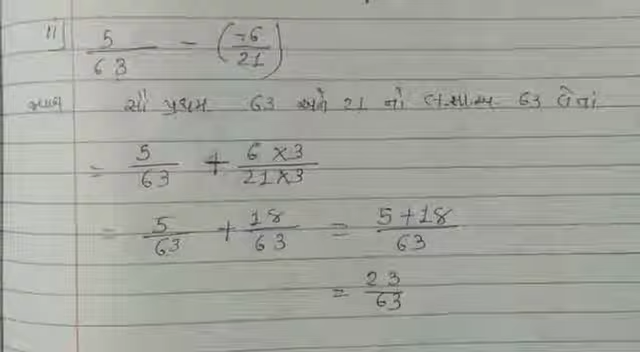 11] 5/63 - (-6/21)
જવાબ સૌ પ્રથમ 63 અને 21 નો લ.સા.અ. 63 લેતાં
= 5/63 + 6×3/21×3
= 5/63 + 18/63 = 5+18/63
= 23/63